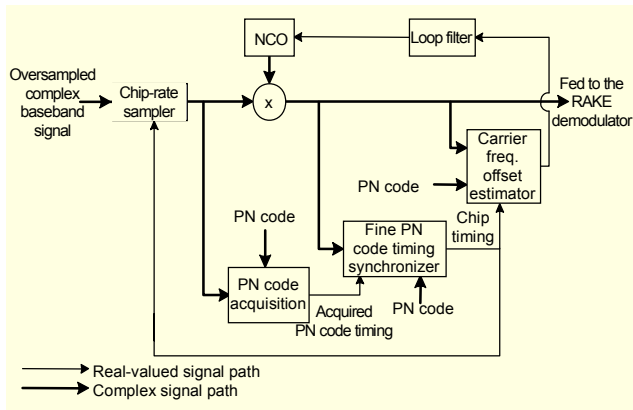 NCO
Loop filter
Oversampled
complex
baseband
signal
Chip-rate
sampler
x
Fed to the
RAKE
demodulator
Carrier
freq.
offset
estimator
PN code
PN code
Chip
timing
Fine PN
code timing
synchronizer
PN code
acquisition
Acquired
PN code timing
PN code
Real-valued signal path
Complex signal path